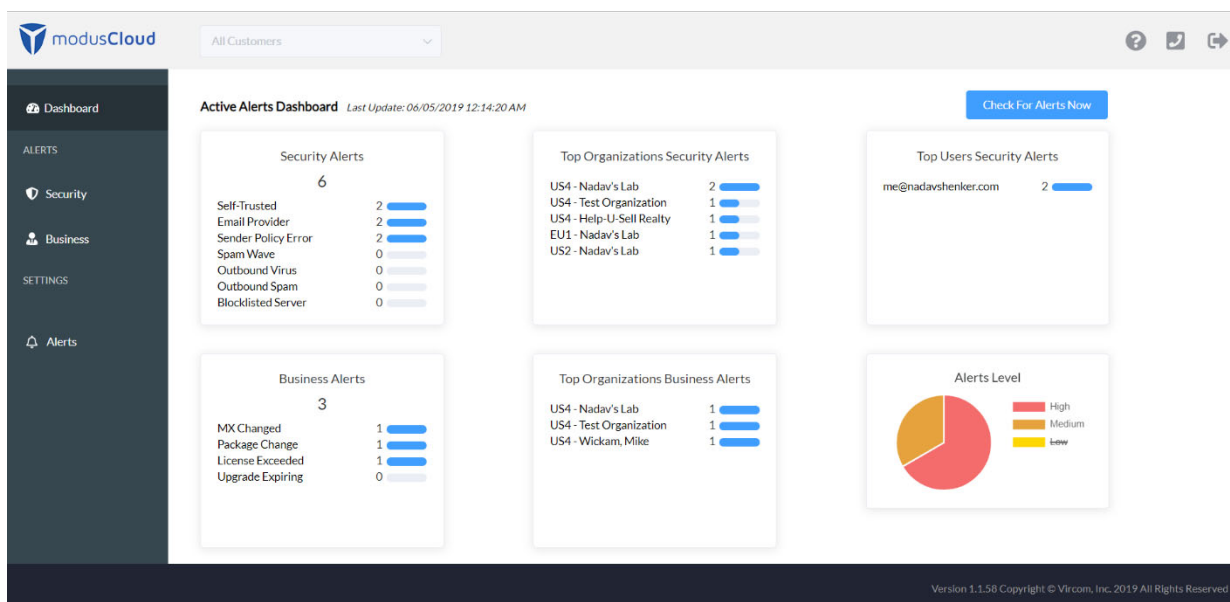 modusCloud
All Customers
Dashboard
ALERTS
Security
Business
SETTINGS
Alerts
Active Alerts Dashboard Last Update: 06/05/2019 12:14:20 AM
Check For Alerts Now
Security Alerts
6
Self-Trusted 2
Email Provider 2
Sender Policy Error 2
Spam Wave 0
Outbound Virus 0
Outbound Spam 0
Blocklisted Server 0
Top Organizations Security Alerts
US4 - Nadav's Lab 2
US4 - Test Organization 1
US4 - Help-U-Sell Realty 1
EU1 - Nadav's Lab 1
US2 - Nadav's Lab 1
Top Users Security Alerts
me@nadavshenker.com 2
Business Alerts
3
MX Changed 1
Package Change 1
License Exceeded 1
Upgrade Expiring 0
Top Organizations Business Alerts
US4 - Nadav's Lab 1
US4 - Test Organization 1
US4 - Wickam, Mike 1
Alerts Level
High
Medium
Low
Version 1.1.58 Copyright © Vircom, Inc. 2019 All Rights Reserved